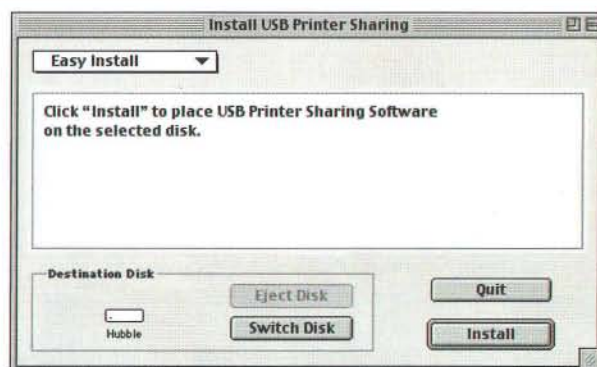 Install USB Printer Sharing
Easy Install
Click “Install” to place USB Printer Sharing Software
on the selected disk.
Destination Disk
Eject Disk
Quit
Hubble
Switch Disk
Install